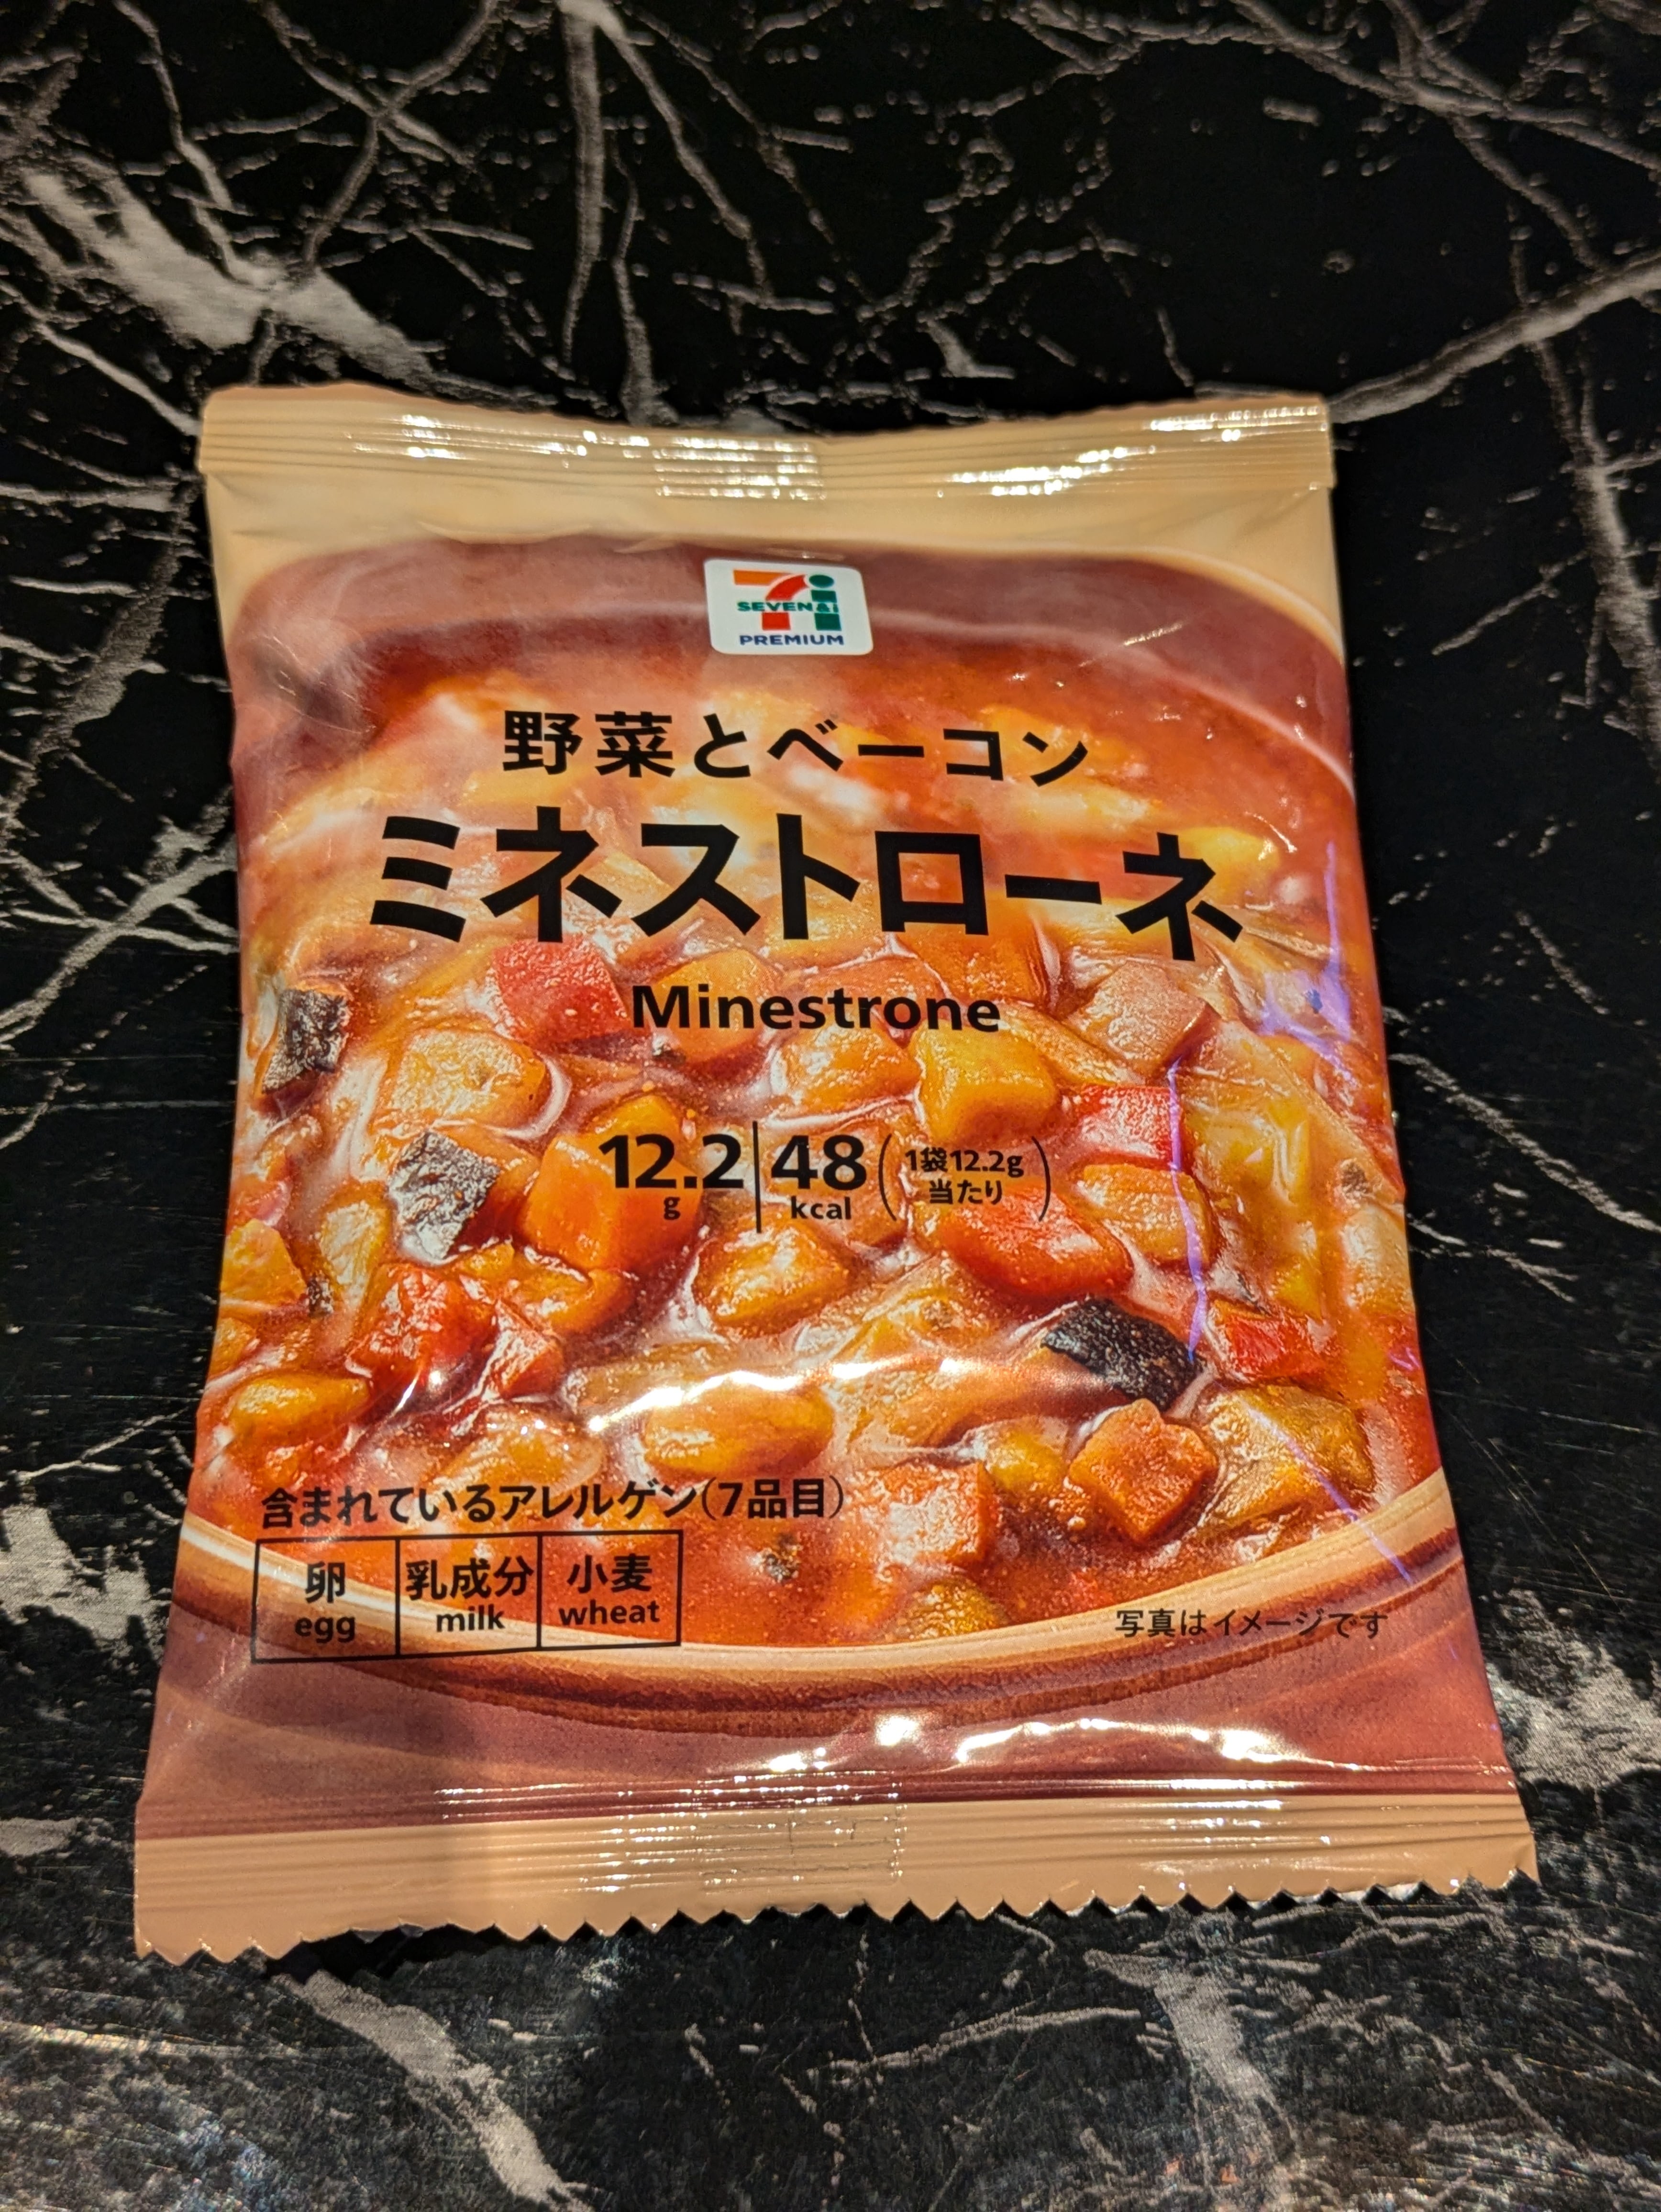 7i
SEVEN&i
PREMIUM
野菜とベーコン
ミネストローネ
Minestrone
12.2g 48kcal (1袋12.2g当たり)
含まれているアレルゲン(7品目)
卵 乳成分 小麦
egg milk wheat
写真はイメージです